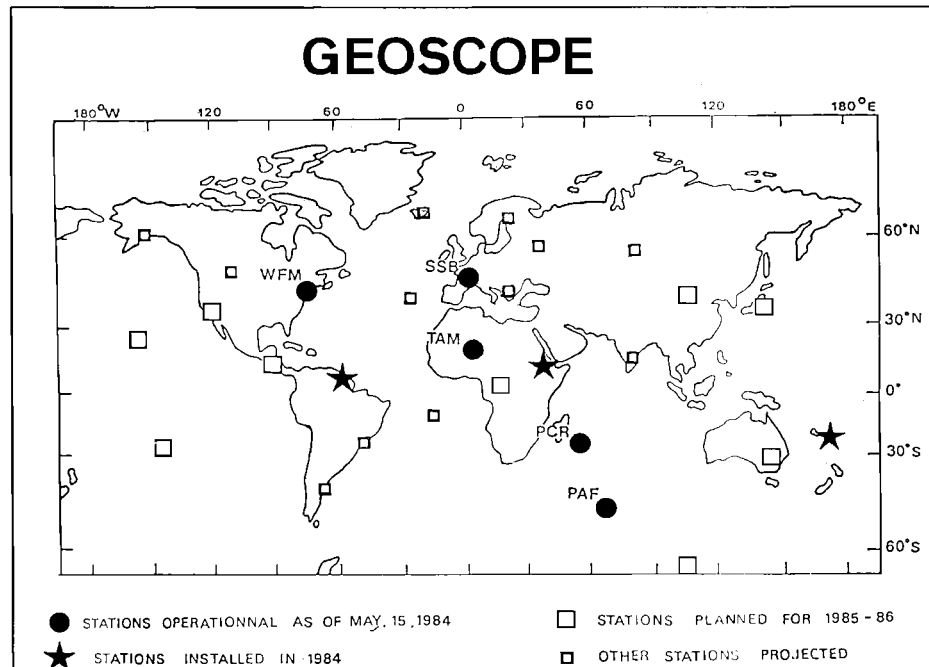 GEOSCOPE
180°W 120 60 0 60 120 180°E
60°N
WFM SSB
30°N
TAM
0°
PCR
30°S
PAF
60°S
STATIONS OPERATIONNAL AS OF MAY, 15, 1984
STATIONS PLANNED FOR 1985-86
STATIONS INSTALLED IN 1984
OTHER STATIONS PROJECTED